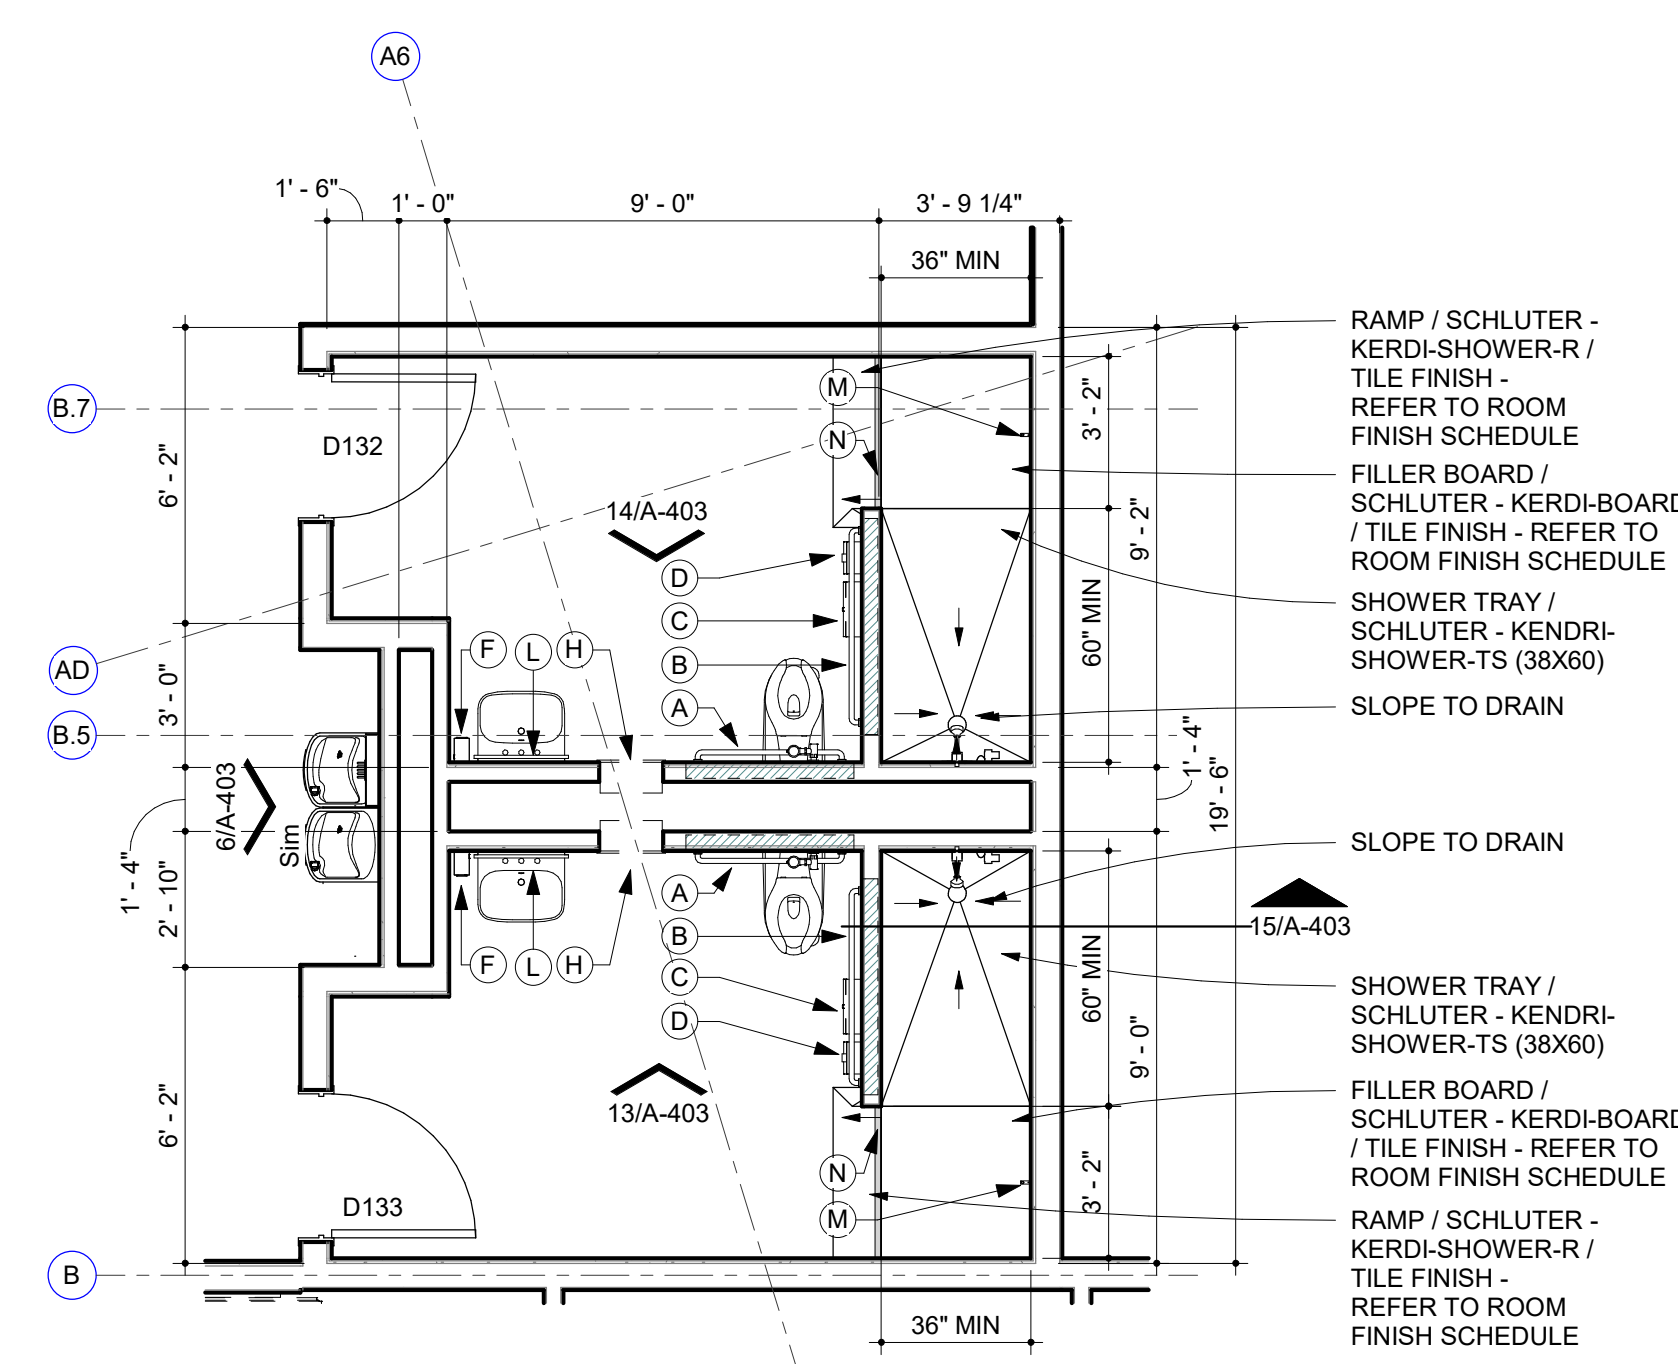 A6
1' - 6"
1' - 0"
9' - 0"
3' - 9 1/4"
36" MIN
RAMP / SCHLUTER -
KERDI-SHOWER-R /
TILE FINISH -
REFER TO ROOM
FINISH SCHEDULE
B.7
M
3' - 2"
N
D132
6' - 2"
FILLER BOARD /
SCHLUTER - KERDI-BOARD
/ TILE FINISH - REFER TO
ROOM FINISH SCHEDULE
14/A-403
9' - 2"
D
C
B
A
60" MIN
SHOWER TRAY /
SCHLUTER - KENDRI-
SHOWER-TS (38X60)
F
L
H
AD
3' - 0"
SLOPE TO DRAIN
B.5
1' - 4"
19' - 6"
6/A-403
Sim
1' - 4"
2' - 10"
SLOPE TO DRAIN
A
B
C
D
15/A-403
F
L
H
60" MIN
SHOWER TRAY /
SCHLUTER - KENDRI-
SHOWER-TS (38X60)
9' - 0"
13/A-403
6' - 2"
FILLER BOARD /
SCHLUTER - KERDI-BOARD
/ TILE FINISH - REFER TO
ROOM FINISH SCHEDULE
N
M
3' - 2"
D133
RAMP / SCHLUTER -
KERDI-SHOWER-R /
TILE FINISH -
REFER TO ROOM
FINISH SCHEDULE
B
36" MIN